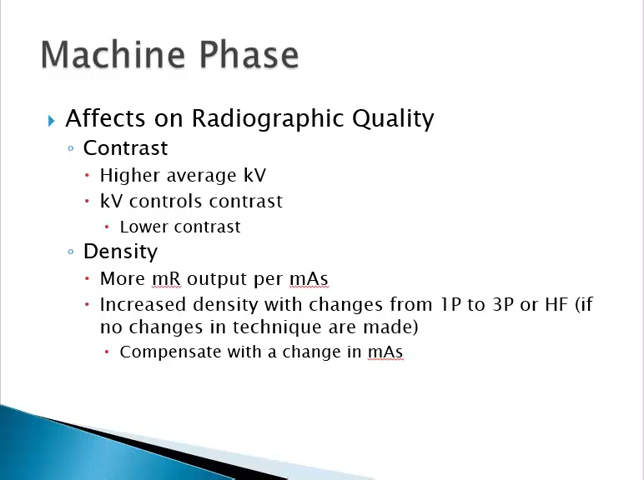 Machine Phase
Affects on Radiographic Quality
Contrast
Higher average kV
kV controls contrast
Lower contrast
Density
More mR output per mAs
Increased density with changes from 1P to 3P or HF (if
no changes in technique are made)
Compensate with a change in mAs